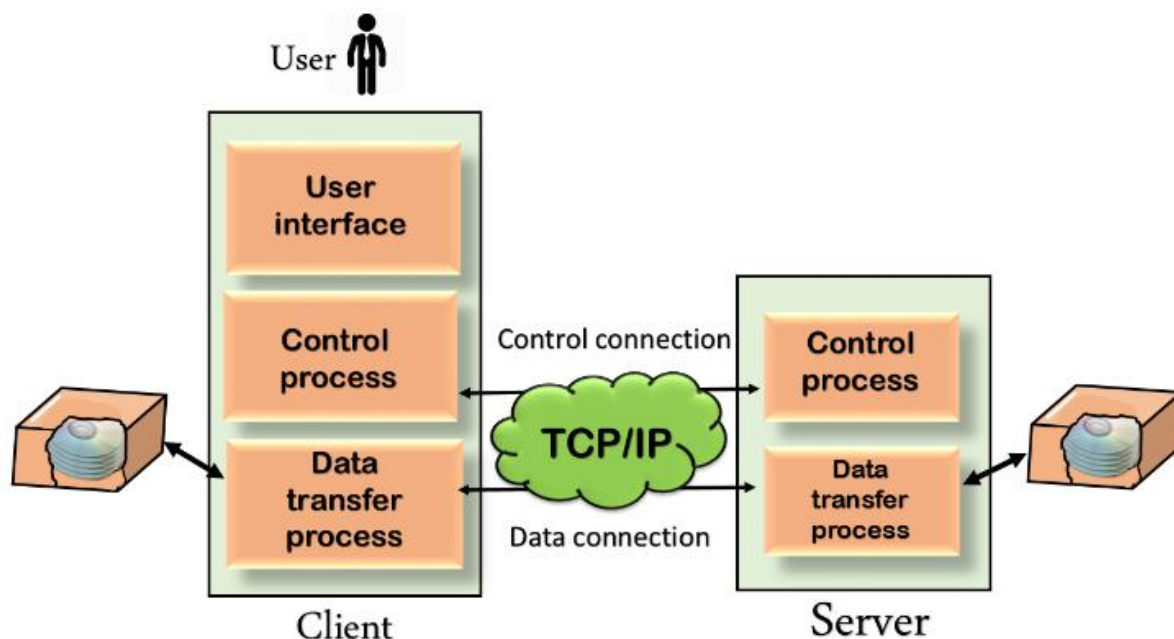 User
User
interface
Control
process
Data
transfer
process
Client
Control connection
TCP/IP
Data connection
Control
process
Data
transfer
process
Server